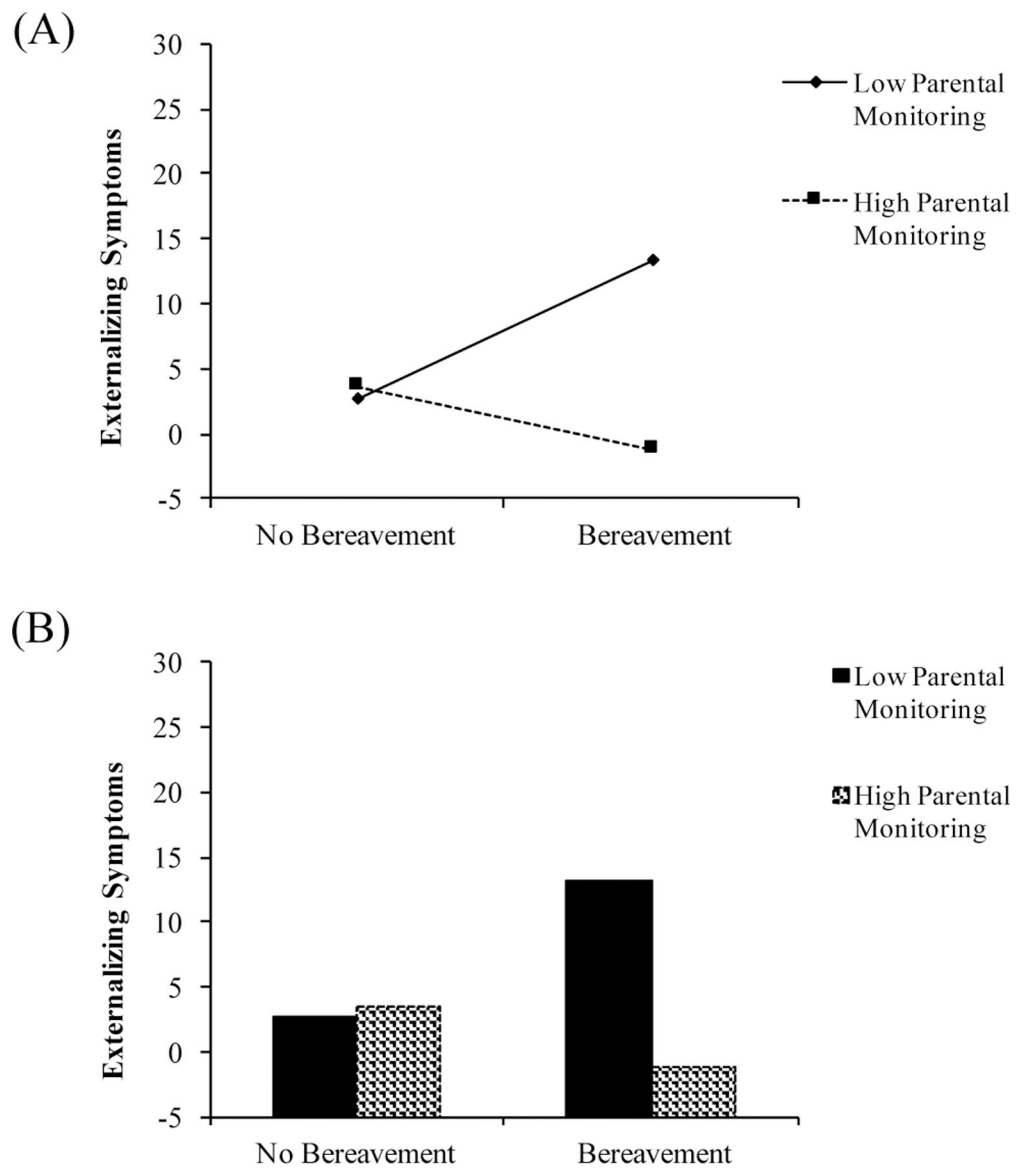 (A)
30
25
20
15
10
5
0
-5
Externalizing Symptoms
No Bereavement
Bereavement
Low Parental
Monitoring
High Parental
Monitoring
(B)
30
25
20
15
10
5
0
-5
Externalizing Symptoms
No Bereavement
Bereavement
Low Parental
Monitoring
High Parental
Monitoring